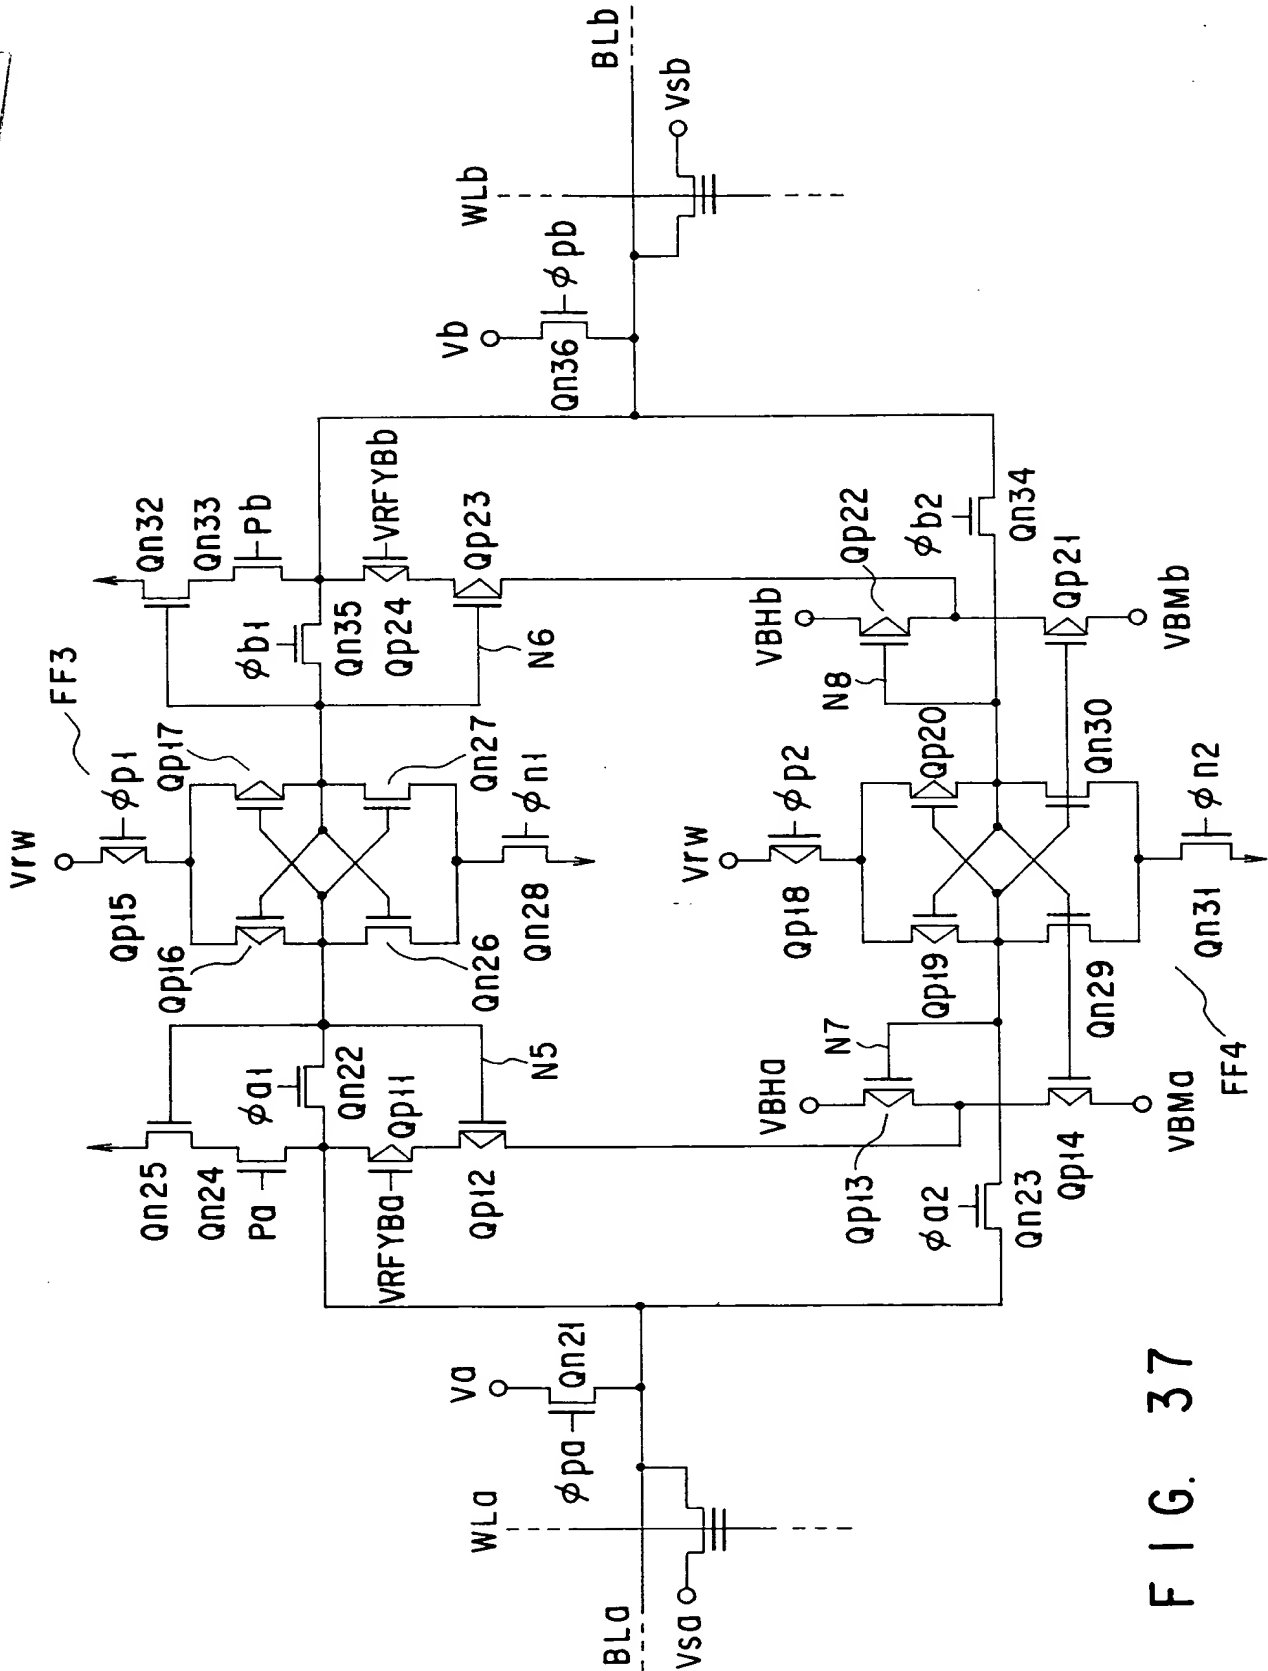 FF3
Vrw
Qp15
φp1
Qp16
Qp17
Qn26
Qn27
Qn28
φn1
Qn25
Qn24
Pa
φa1
Qn22
VRFYBa
Qp11
Qp12
N5
Qn32
Qn33
Pb
φb1
Qn35
Qp24
VRFYBb
Qp23
N6
Va
φpa
Qn21
WLa
BLa
Vsa
Vb
φpb
Qn36
WLb
BLb
Vsb
Vrw
Qp18
φp2
Qp19
Qp20
Qn29
Qn30
Qn31
φn2
FF4
VBHa
N7
Qp13
φa2
Qn23
Qp14
VBMa
VBHb
N8
Qp22
φb2
Qn34
Qp21
VBMb
FIG. 37